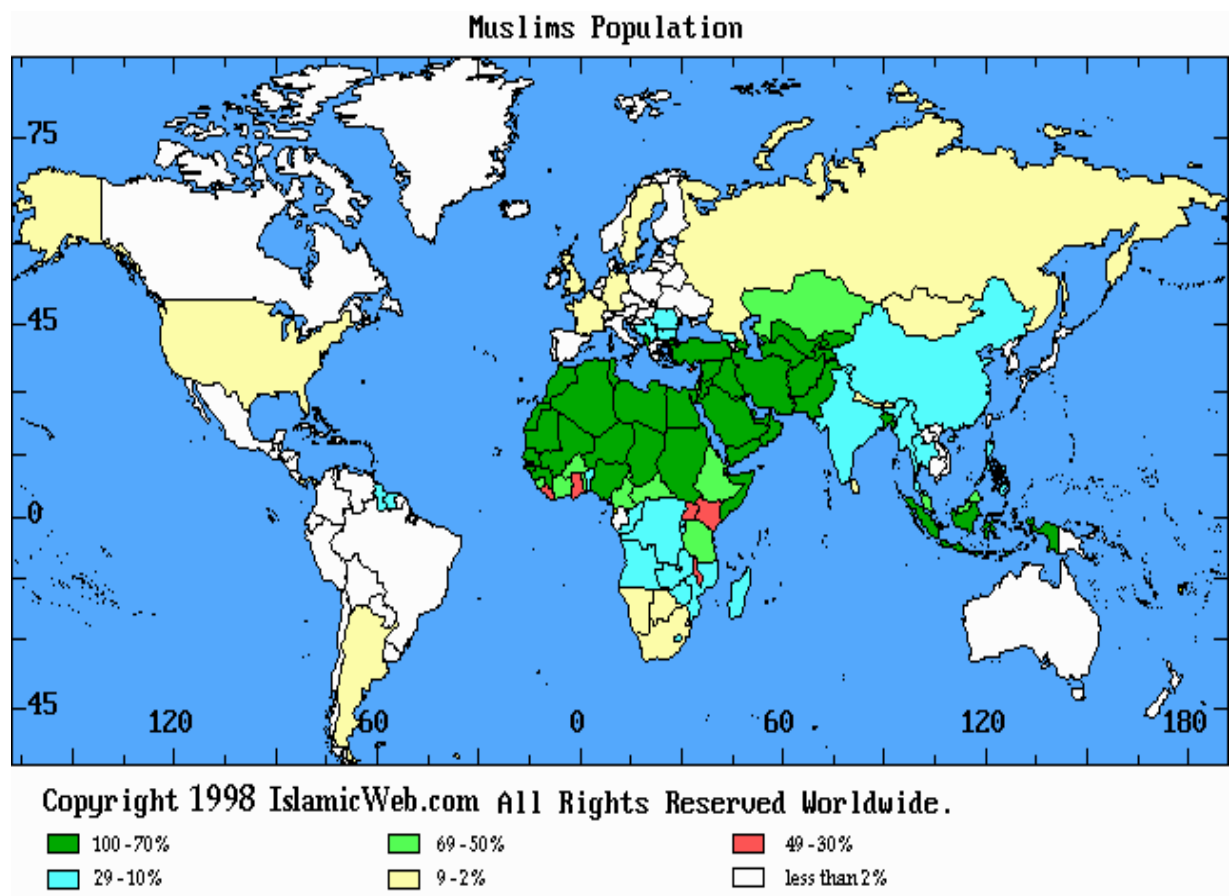 Muslims Population
75
45
0
45
120 60 0 60 120 180
Copyright 1998 IslamicWeb.com All Rights Reserved Worldwide.
100-70% 69-50% 49-30%
29-10% 9-2% less than 2%